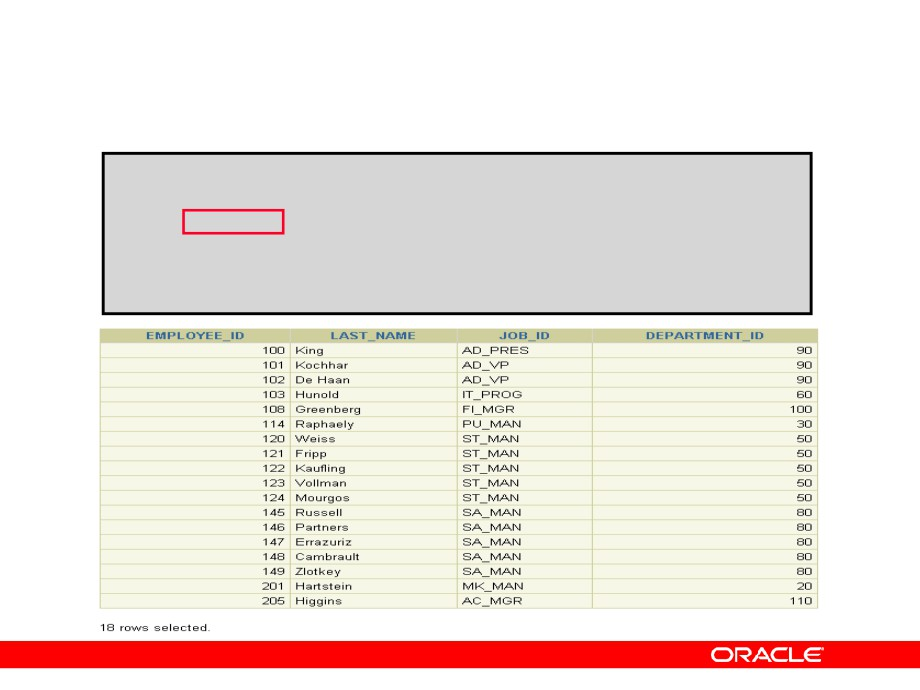 EMPLOYEE_ID LAST_NAME JOB_ID DEPARTMENT_ID
100 King AD_PRES 90
101 Kochhar AD_VP 90
102 De Haan AD_VP 90
103 Hunold IT_PROG 60
108 Greenberg FI_MGR 100
114 Raphaely PU_MAN 30
120 Weiss ST_MAN 50
121 Fripp ST_MAN 50
122 Kaufling ST_MAN 50
123 Vollman ST_MAN 50
124 Mourgos ST_MAN 50
145 Russell SA_MAN 80
146 Partners SA_MAN 80
147 Errazuriz SA_MAN 80
148 Cambrault SA_MAN 80
149 Zlotkey SA_MAN 80
201 Hartstein MK_MAN 20
205 Higgins AC_MGR 110
18 rows selected.
ORACLE